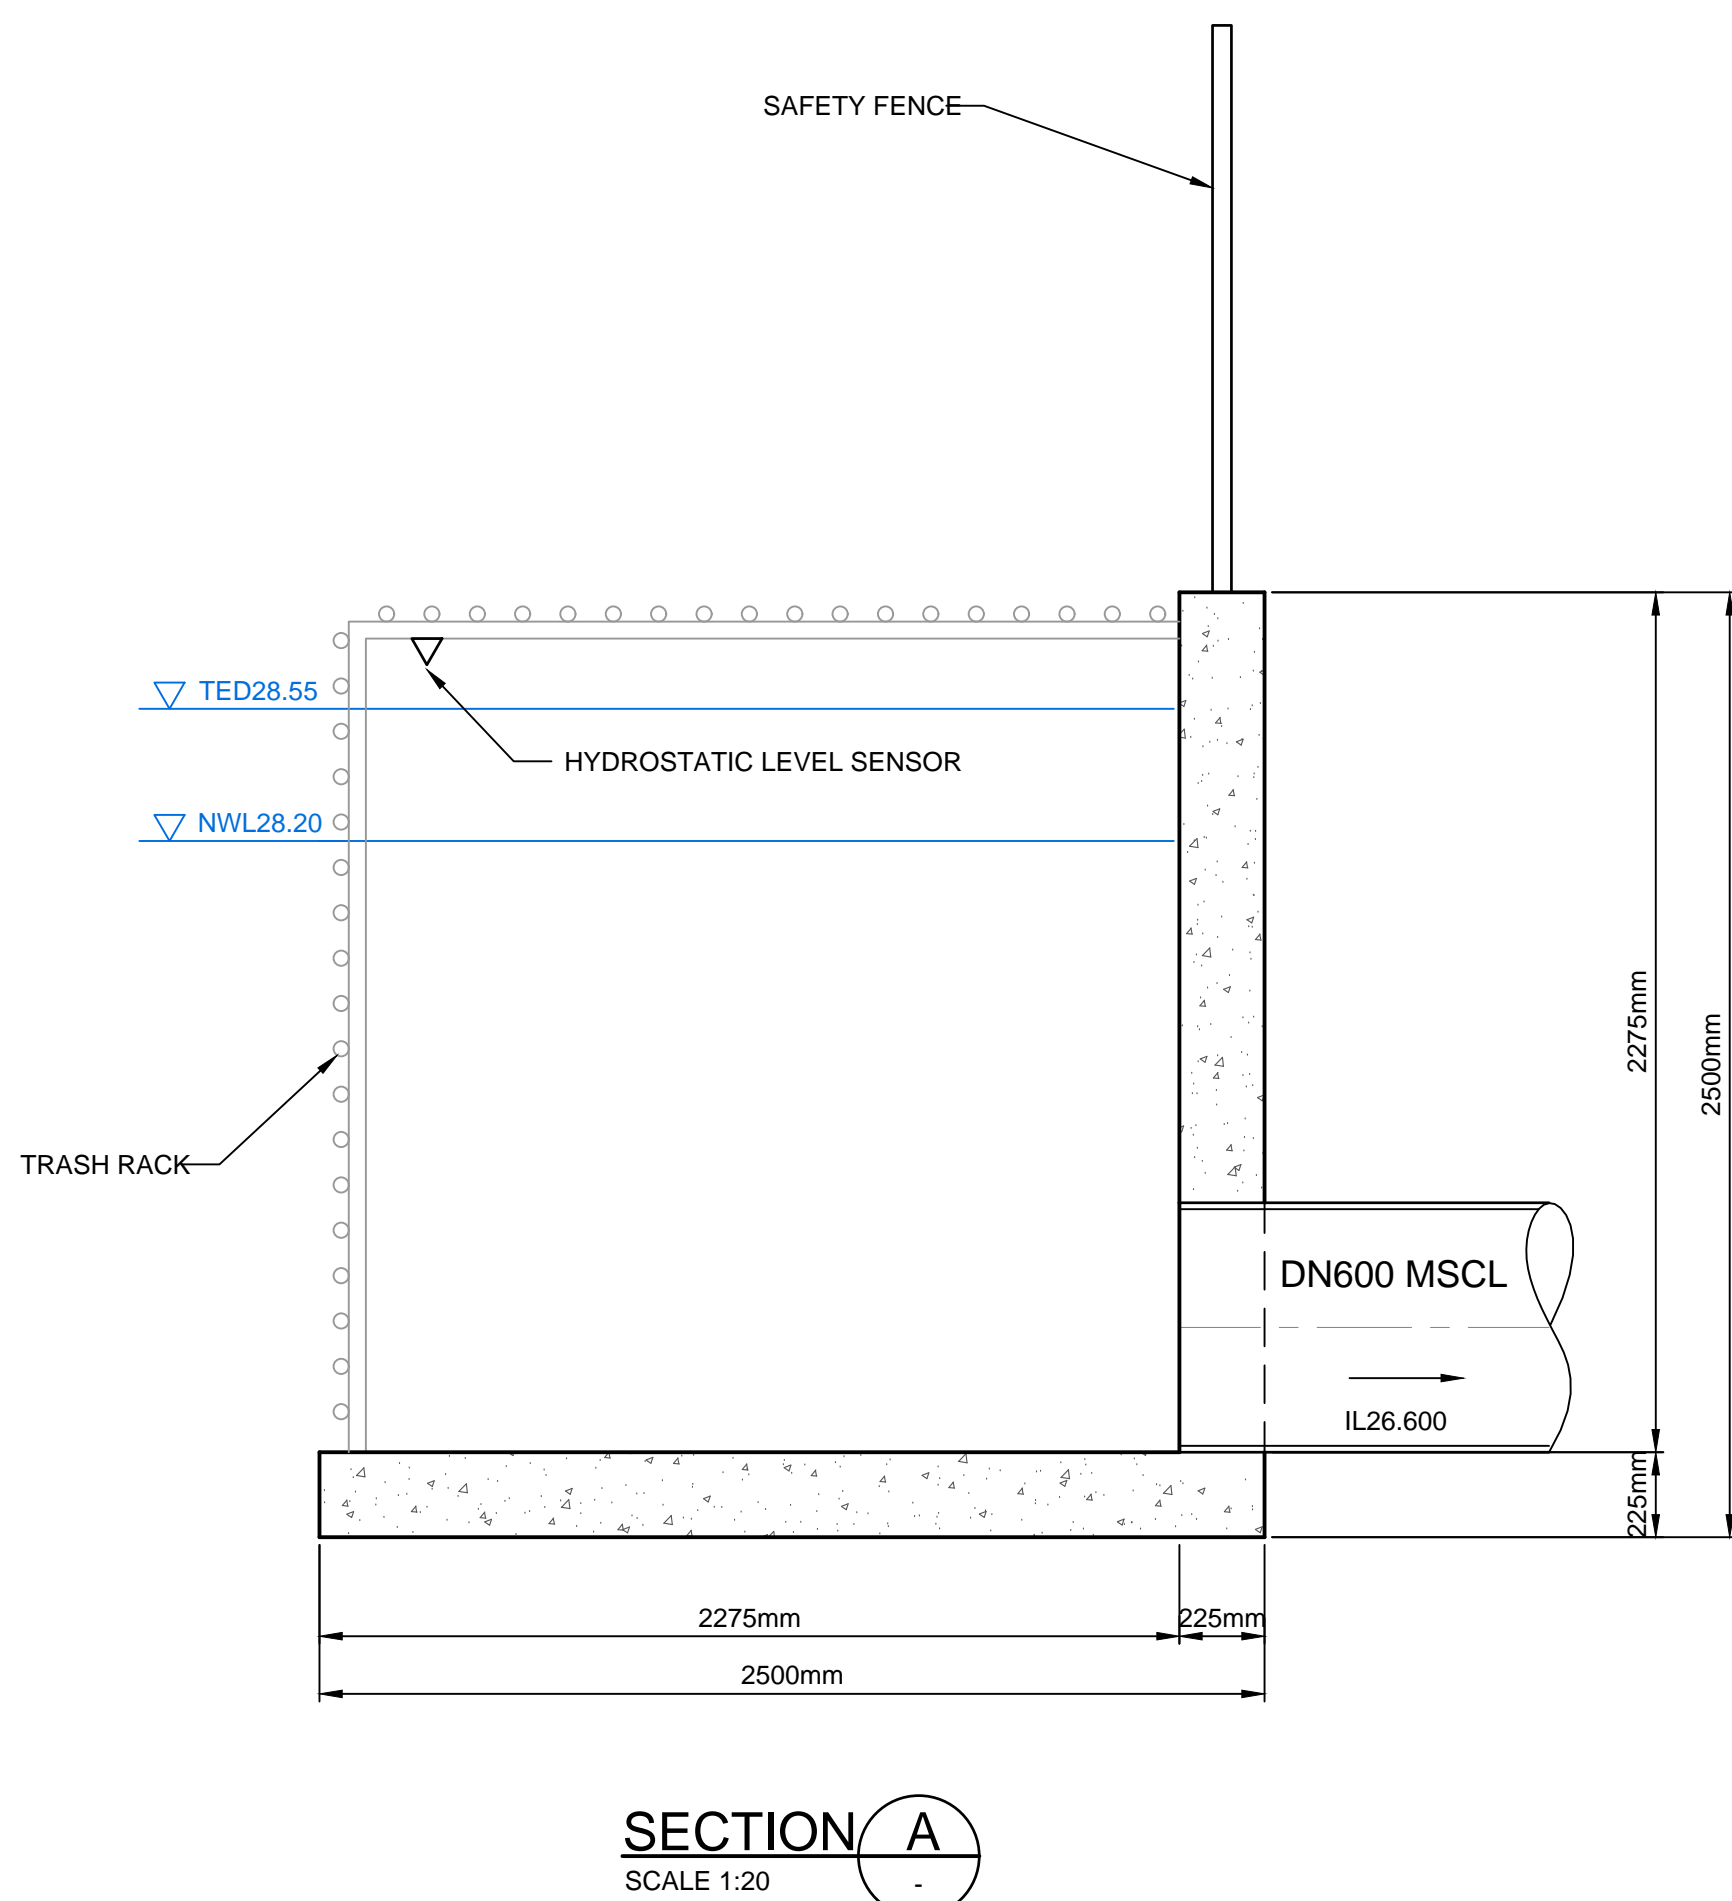 SAFETY FENCE
TED28.55
HYDROSTATIC LEVEL SENSOR
NWL28.20
2275mm
2500mm
TRASH RACK
DN600 MSCL
IL26.600
225mm
2275mm
225mm
2500mm
SECTION A
SCALE 1:20 -